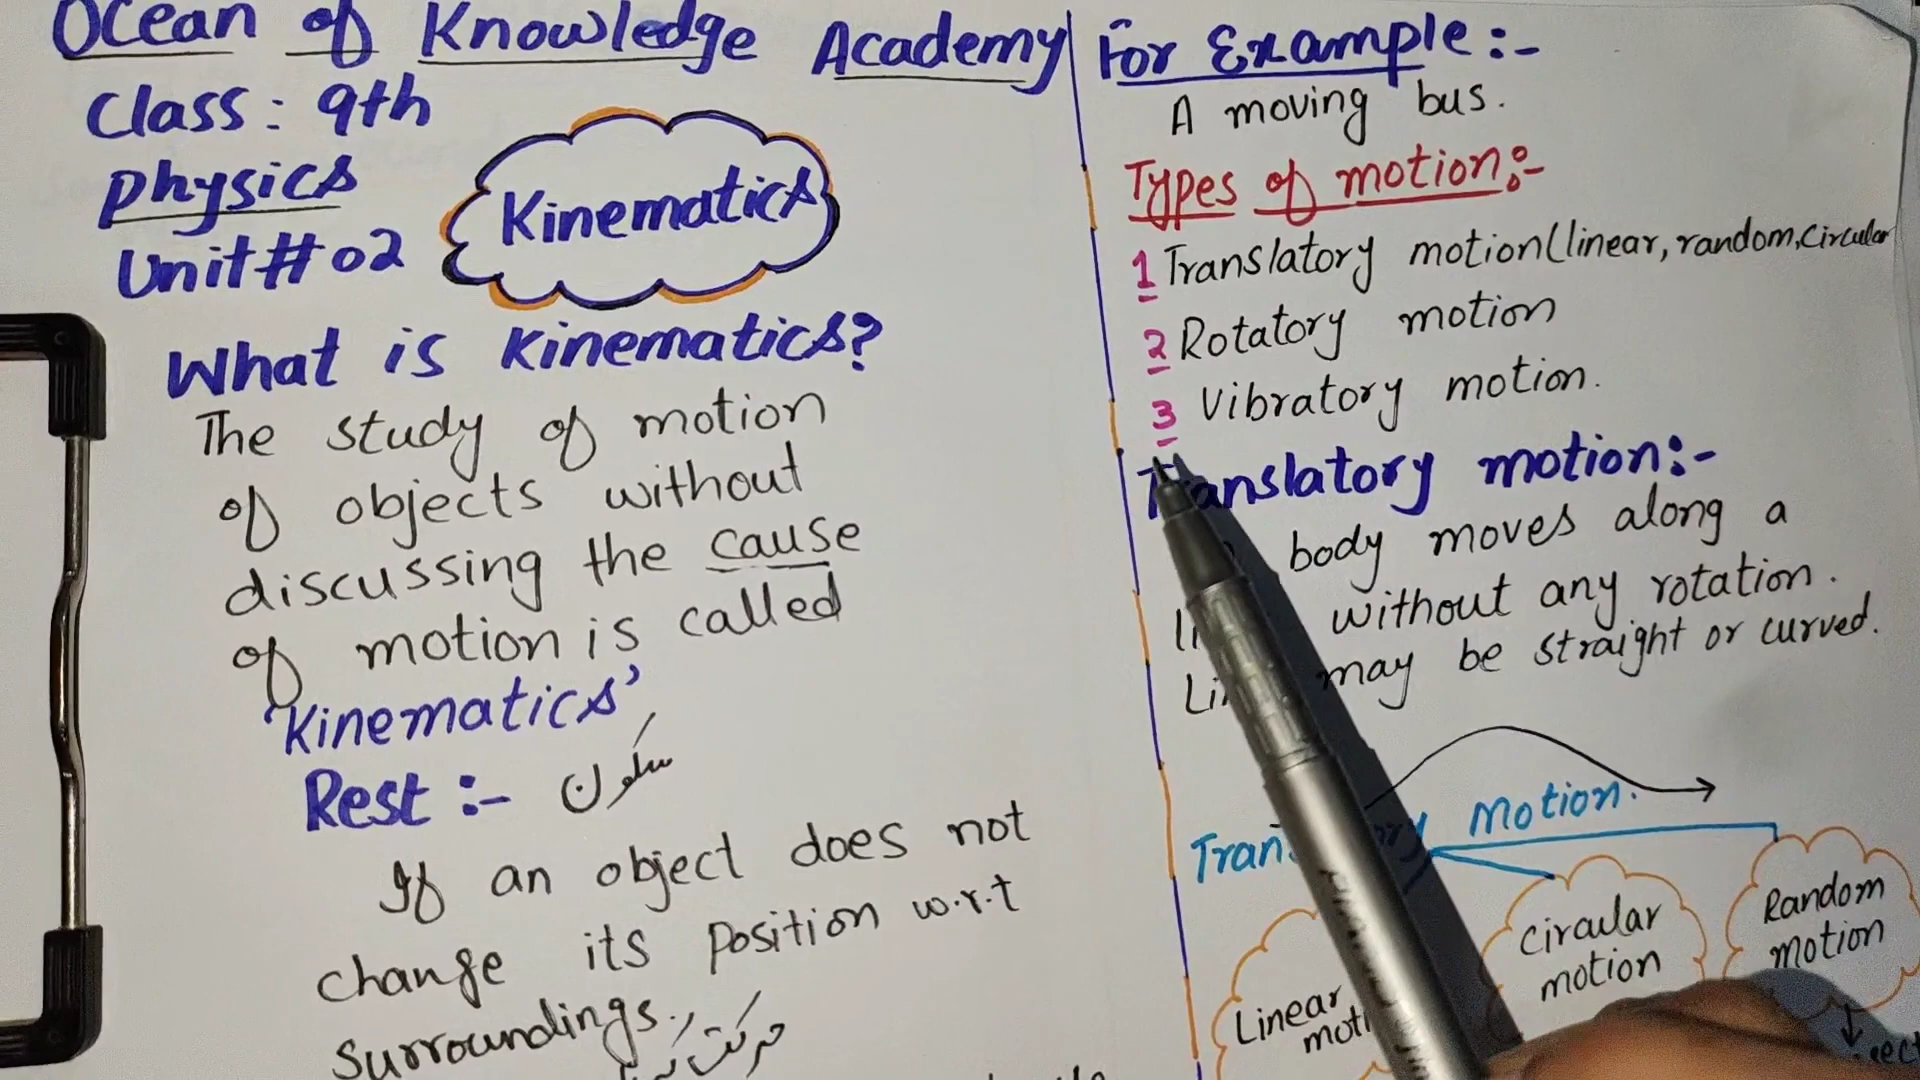 Ocean of Knowledge Academy
Class: 9th
Physics
Unit#02
Kinematics
What is Kinematics?
The study of motion
of objects without
discussing the cause
of motion is called
‘Kinematics’
Rest :- سکون
If an object does not
change its position w.r.t
surroundings.
حرکت
For Example:-
A moving bus.
Types of motion:-
1 Translatory motion(linear, random, Circular
2 Rotatory motion
3 Vibratory motion.
Translatory motion:-
body moves along a
without any rotation.
may be straight or curved.
Motion.
Linear
Circular
motion
Random
motion